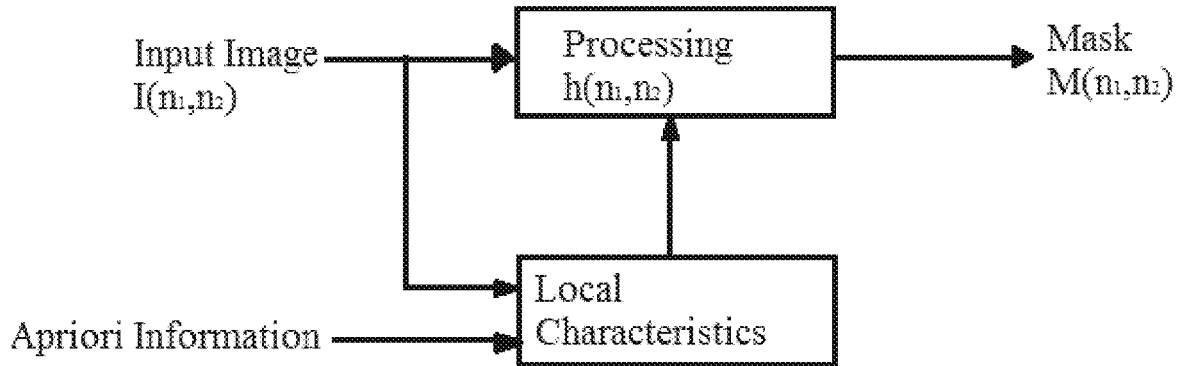 Input Image
I(n₁,n₂)
Processing
h(n₁,n₂)
Mask
M(n₁,n₂)
Local
Characteristics
Apriori Information